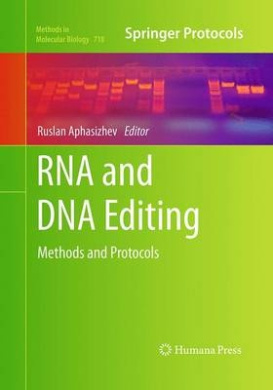 Methods in
Molecular Biology 718
Springer Protocols
Ruslan Aphasizhev Editor
RNA and
DNA Editing
Methods and Protocols
Humana Press